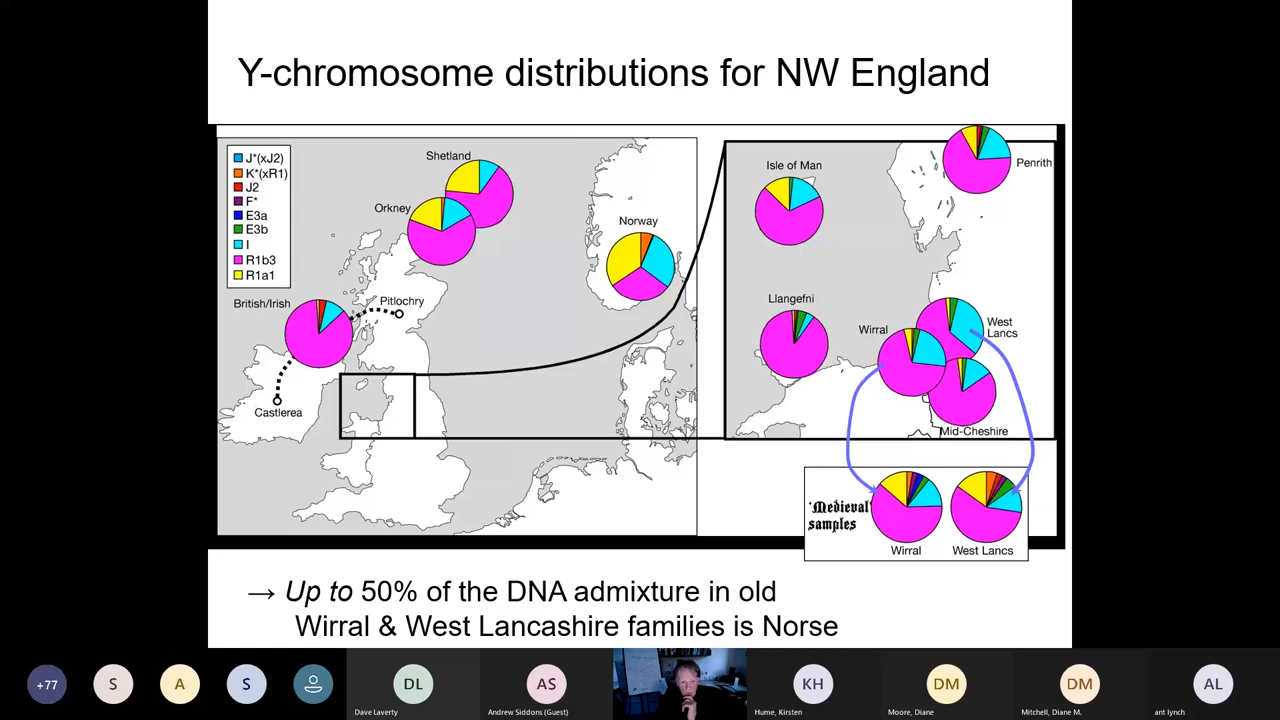 Y-chromosome distributions for NW England
J*(xJ2)
K*(xR1)
J2
F*
E3a
E3b
I
R1b3
R1a1
Shetland
Orkney
Norway
British/Irish
Pitlochry
Castlerea
Isle of Man
Penrith
Llangefni
Wirral
West
Lancs
Mid-Cheshire
'Medieval'
samples
Wirral
West Lancs
→ Up to 50% of the DNA admixture in old
Wirral & West Lancashire families is Norse
+77
S
A
S
DL
Dave Laverty
AS
Andrew Siddons (Guest)
KH
Hume, Kirsten
DM
Moore, Diane
DM
Mitchell, Diane M.
AL
ant lynch